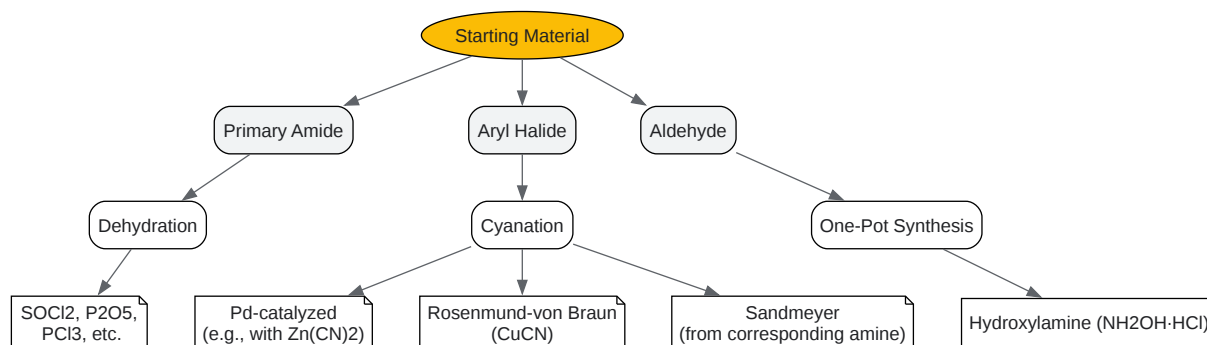 Starting Material
Primary Amide
Aryl Halide
Aldehyde
Dehydration
Cyanation
One-Pot Synthesis
SOCl2, P2O5,
PCl3, etc.
Pd-catalyzed
(e.g., with Zn(CN)2)
Rosenmund-von Braun
(CuCN)
Sandmeyer
(from corresponding amine)
Hydroxylamine (NH2OH·HCl)